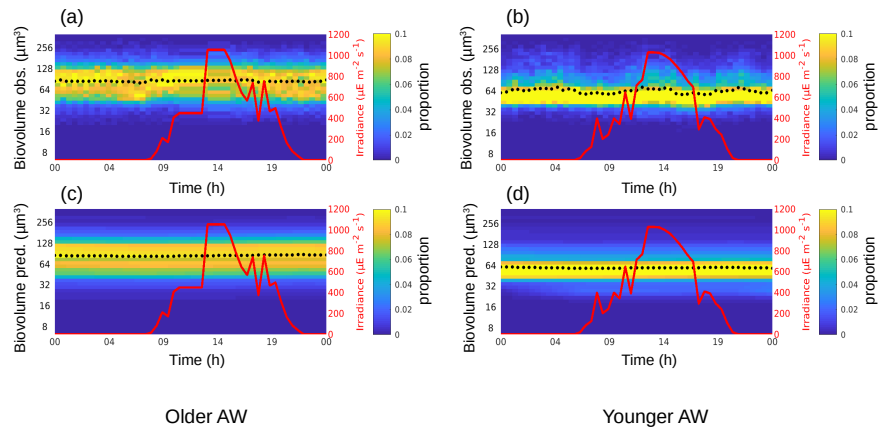 (a)
Biovolume obs. (µm³)
256
128
64
32
16
8
00 04 09 14 19 00
Time (h)
1200
1000
800
600
400
200
0
Irradiance (µE m⁻² s⁻¹)
0.1
0.08
0.06
0.04
0.02
0
proportion
(b)
Biovolume obs. (µm³)
256
128
64
32
16
8
00 04 09 14 19 00
Time (h)
1200
1000
800
600
400
200
0
Irradiance (µE m⁻² s⁻¹)
0.1
0.08
0.06
0.04
0.02
0
proportion
(c)
Biovolume pred. (µm³)
256
128
64
32
16
8
00 04 09 14 19 00
Time (h)
1200
1000
800
600
400
200
0
Irradiance (µE m⁻² s⁻¹)
0.1
0.08
0.06
0.04
0.02
0
proportion
(d)
Biovolume pred. (µm³)
256
128
64
32
16
8
00 04 09 14 19 00
Time (h)
1200
1000
800
600
400
200
0
Irradiance (µE m⁻² s⁻¹)
0.1
0.08
0.06
0.04
0.02
0
proportion
Older AW
Younger AW